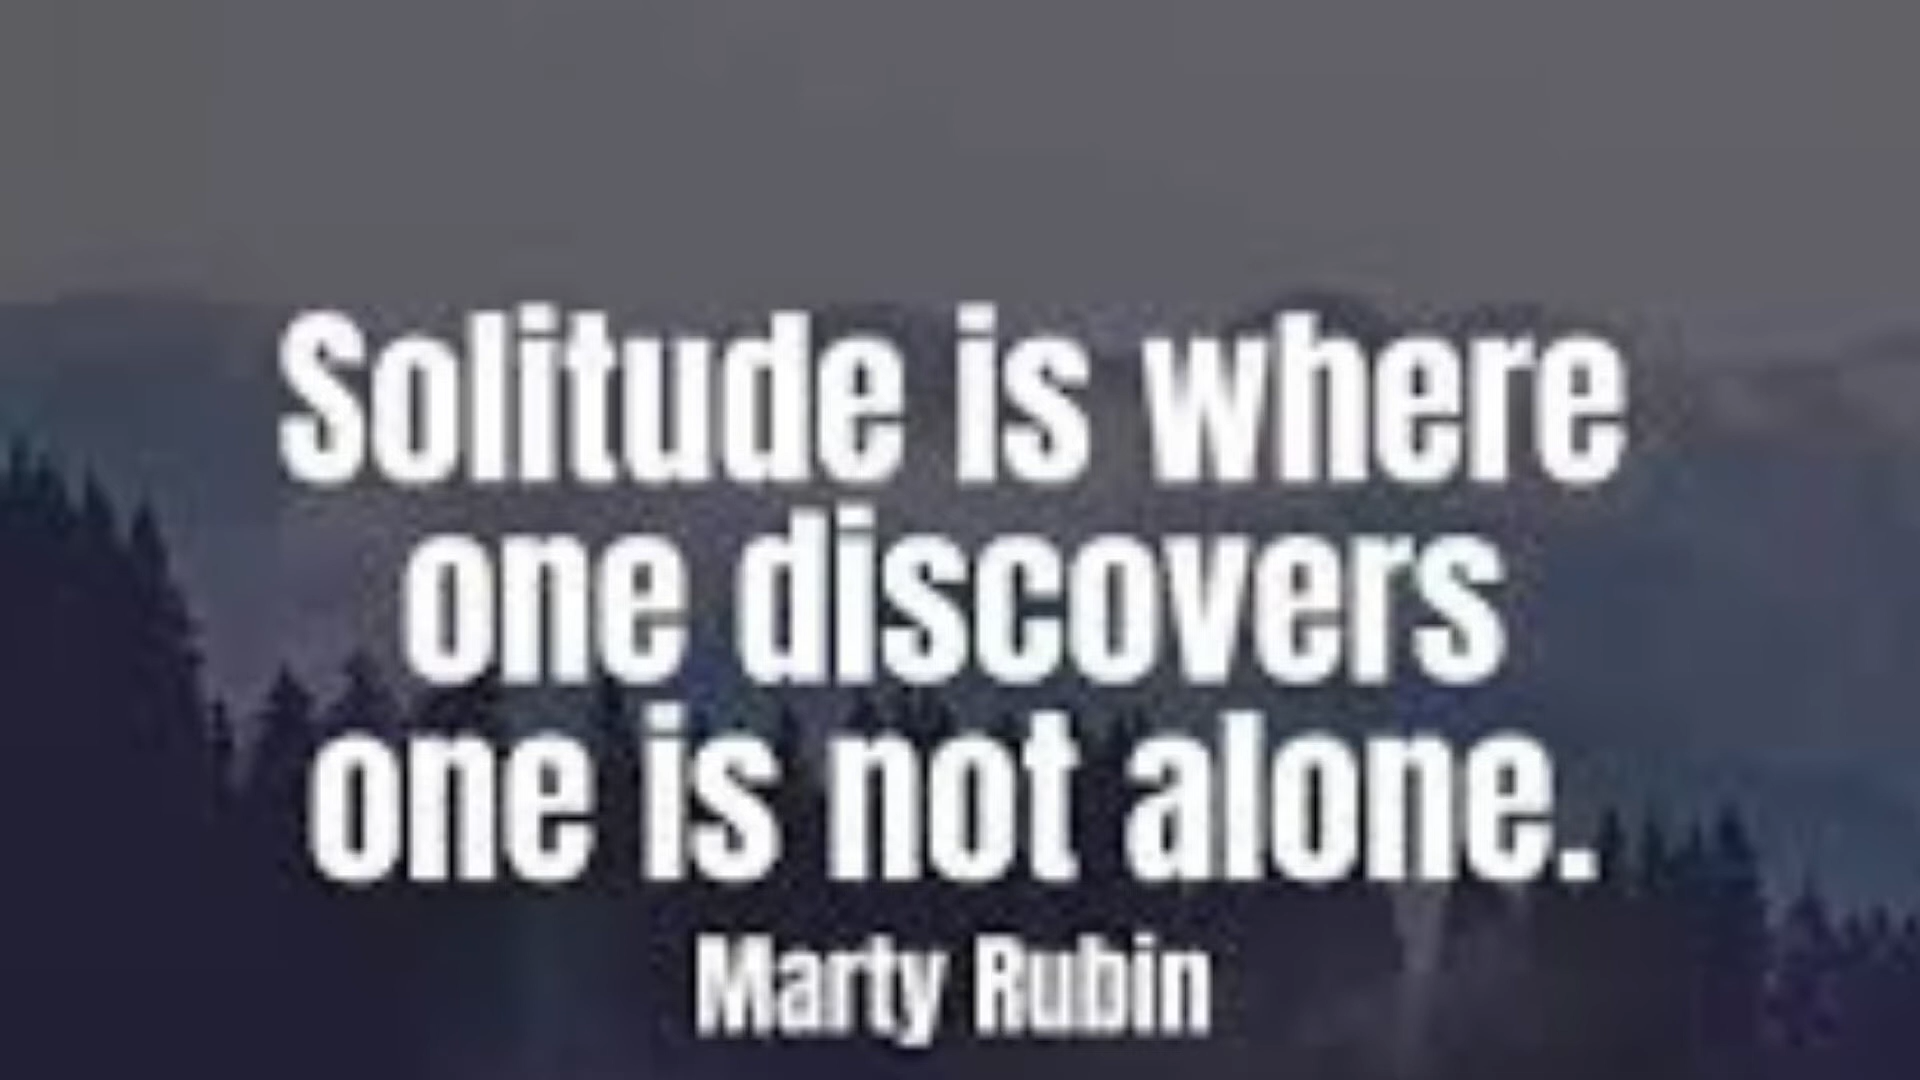 Solitude is where
one discovers
one is not alone.
Marty Rubin